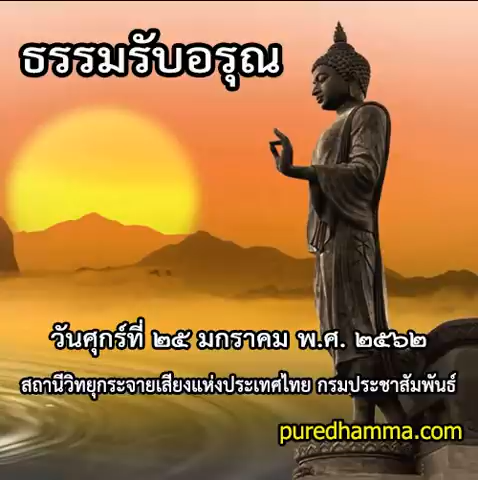 ธรรมรับอรุณ
วันศุกร์ที่ ๒๕ มกราคม พ.ศ. ๒๕๖๒
สถานีวิทยุกระจายเสียงแห่งประเทศไทย กรมประชาสัมพันธ์
puredhamma.com